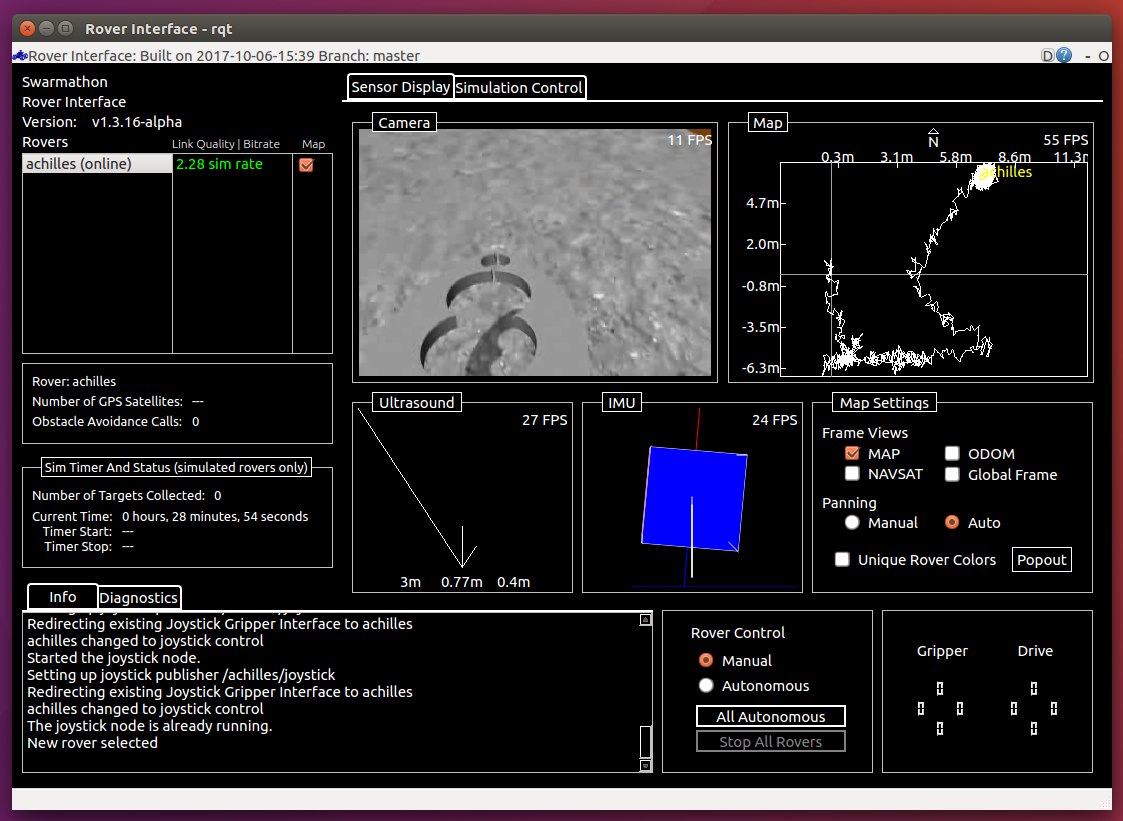 Rover Interface - rqt
Rover Interface: Built on 2017-10-06-15:39 Branch: master
D ? - O
Swarmathon
Rover Interface
Version: v1.3.16-alpha
Rovers
Link Quality | Bitrate
Map
achilles (online)
2.28 sim rate
Rover: achilles
Number of GPS Satellites: ---
Obstacle Avoidance Calls: 0
Sim Timer And Status (simulated rovers only)
Number of Targets Collected: 0
Current Time: 0 hours, 28 minutes, 54 seconds
Timer Start: ---
Timer Stop: ---
Sensor Display
Simulation Control
Camera
11 FPS
Map
N
55 FPS
0.3m 3.1m 5.8m 8.6m 11.3m
achilles
4.7m
2.0m
-0.8m
-3.5m
-6.3m
Ultrasound
27 FPS
3m 0.77m 0.4m
IMU
24 FPS
Map Settings
Frame Views
MAP
ODOM
NAVSAT
Global Frame
Panning
Manual
Auto
Unique Rover Colors
Popout
Info
Diagnostics
Redirecting existing Joystick Gripper Interface to achilles
achilles changed to joystick control
Started the joystick node.
Setting up joystick publisher /achilles/joystick
Redirecting existing Joystick Gripper Interface to achilles
achilles changed to joystick control
The joystick node is already running.
New rover selected
Rover Control
Manual
Autonomous
All Autonomous
Stop All Rovers
Gripper
Drive
0
0
0 0
0 0
0
0